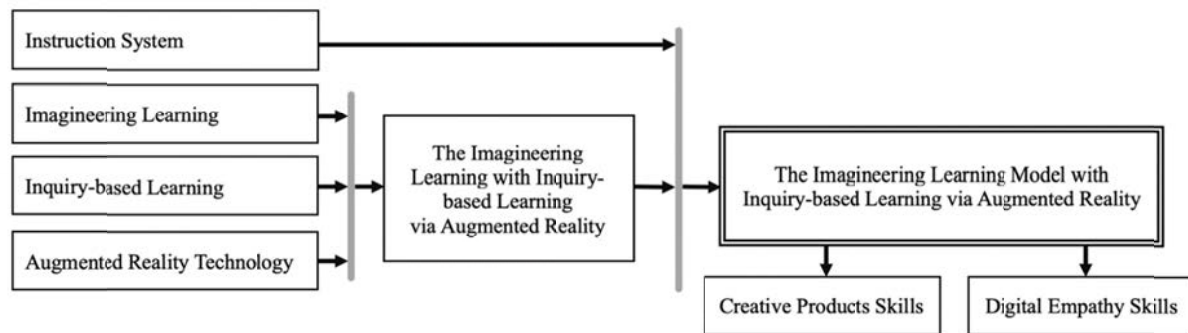 Instruction System
Imagineering Learning
Inquiry-based Learning
Augmented Reality Technology
The Imagineering
Learning with Inquiry-
based Learning
via Augmented Reality
The Imagineering Learning Model with
Inquiry-based Learning via Augmented Reality
Creative Products Skills
Digital Empathy Skills